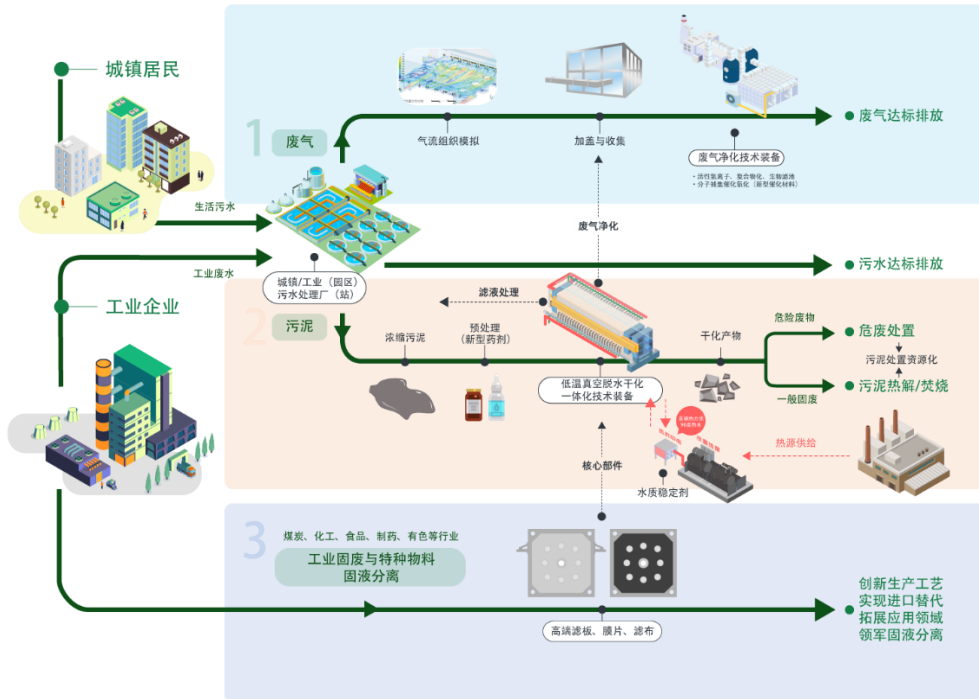 城镇居民
生活污水
工业废水
工业企业
城镇/工业（园区）
污水处理厂（站）
1
废气
气流组织模拟
加盖与收集
废气净化技术装备
废气达标排放
废气净化
污水达标排放
2
污泥
滤液处理
浓缩污泥
预处理
（新型药剂）
低温真空脱水干化
一体化技术装备
干化产物
危险废物
危废处置
污泥处置资源化
污泥热解/焚烧
一般固废
热源供给
水质稳定剂
核心部件
3
煤炭、化工、食品、制药、有色等行业
工业固废与特种物料
固液分离
高端滤板、膜片、滤布
创新生产工艺
实现进口替代
拓展应用领域
领军固液分离